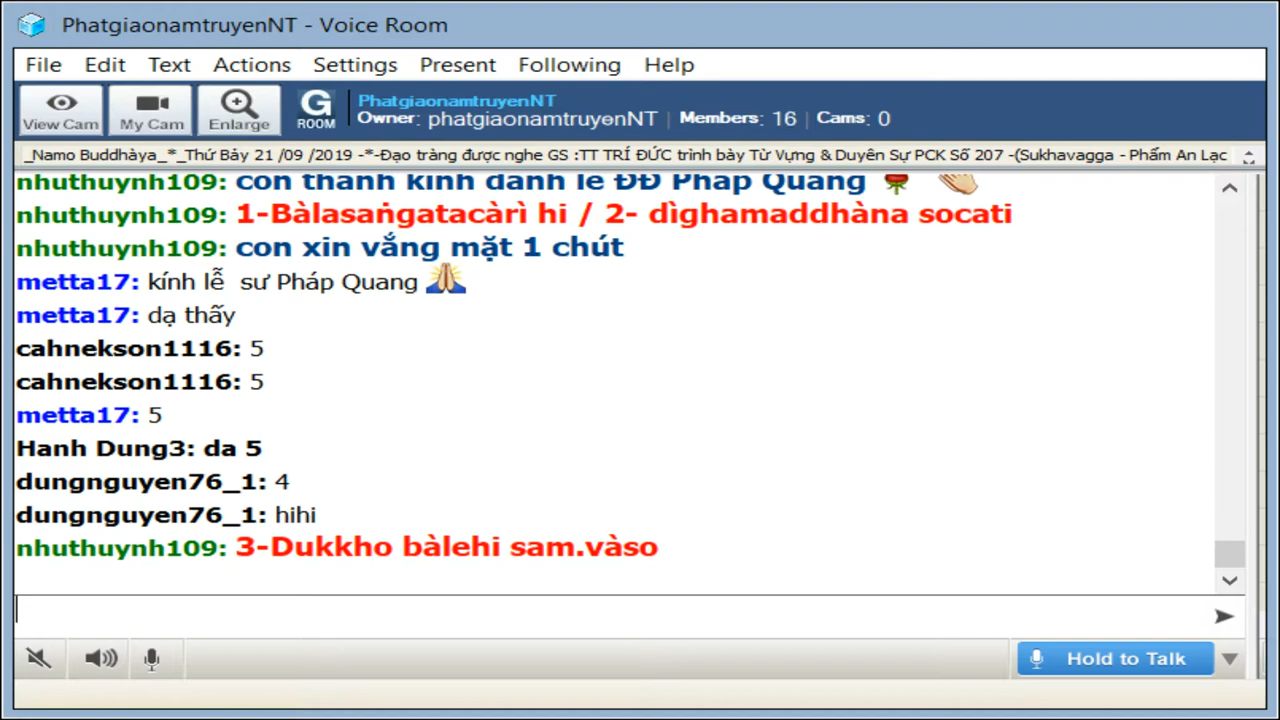 PhatgiaonamtruyenNT - Voice Room
File Edit Text Actions Settings Present Following Help
View Cam My Cam Enlarge G ROOM
PhatgiaonamtruyenNT
Owner: phatgiaonamtruyenNT | Members: 16 | Cams: 0
_Namo Buddhàya_*_Thứ Bảy 21 /09 /2019 -*-Đạo tràng được nghe GS :TT TRÍ ĐỨC trình bày Từ Vựng & Duyên Sự PCK Số 207 -(Sukhavagga - Phẩm An Lạc
nhuthuynh109: con thành kính đảnh lễ ĐĐ Pháp Quang
nhuthuynh109: 1-Bàlasaṅgatacàrì hi / 2- dìghamaddhàna socati
nhuthuynh109: con xin vắng mặt 1 chút
metta17: kính lễ sư Pháp Quang
metta17: dạ thấy
cahnekson1116: 5
cahnekson1116: 5
metta17: 5
Hanh Dung3: da 5
dungnguyen76_1: 4
dungnguyen76_1: hihi
nhuthuynh109: 3-Dukkho bàlehi sam.vàso
Hold to Talk